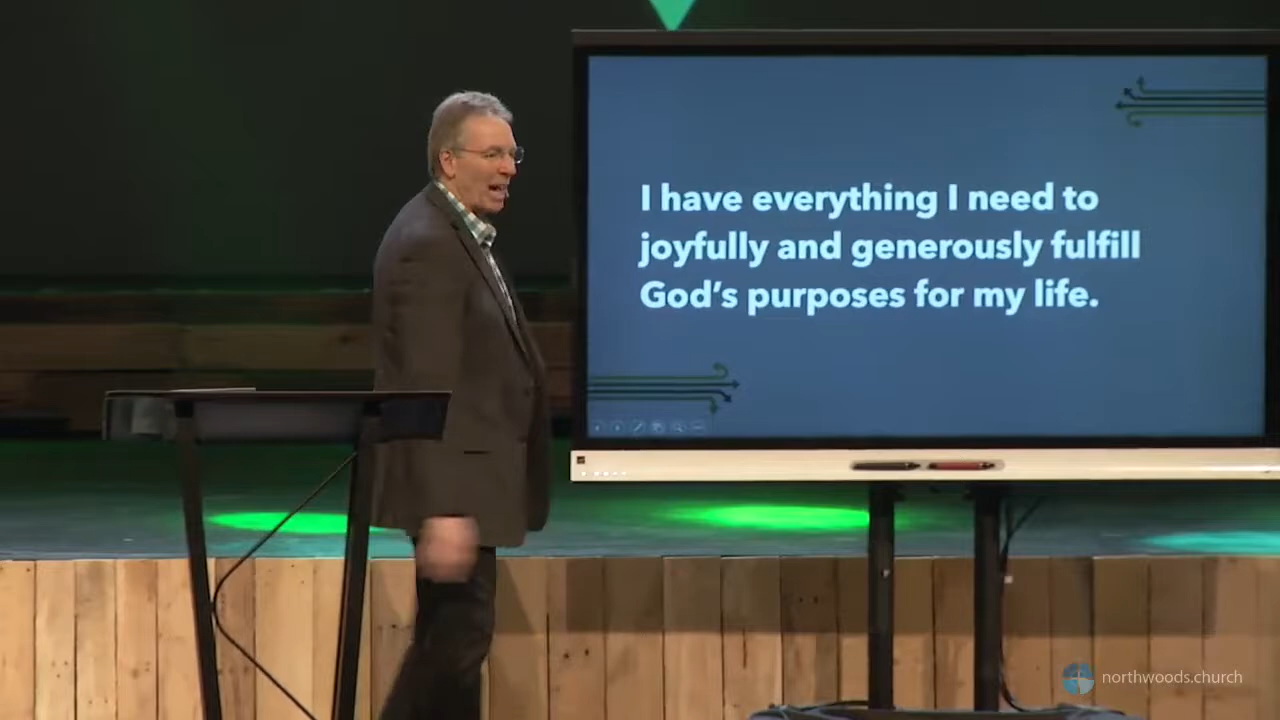 I have everything I need to
joyfully and generously fulfill
God's purposes for my life.
northwoods.church